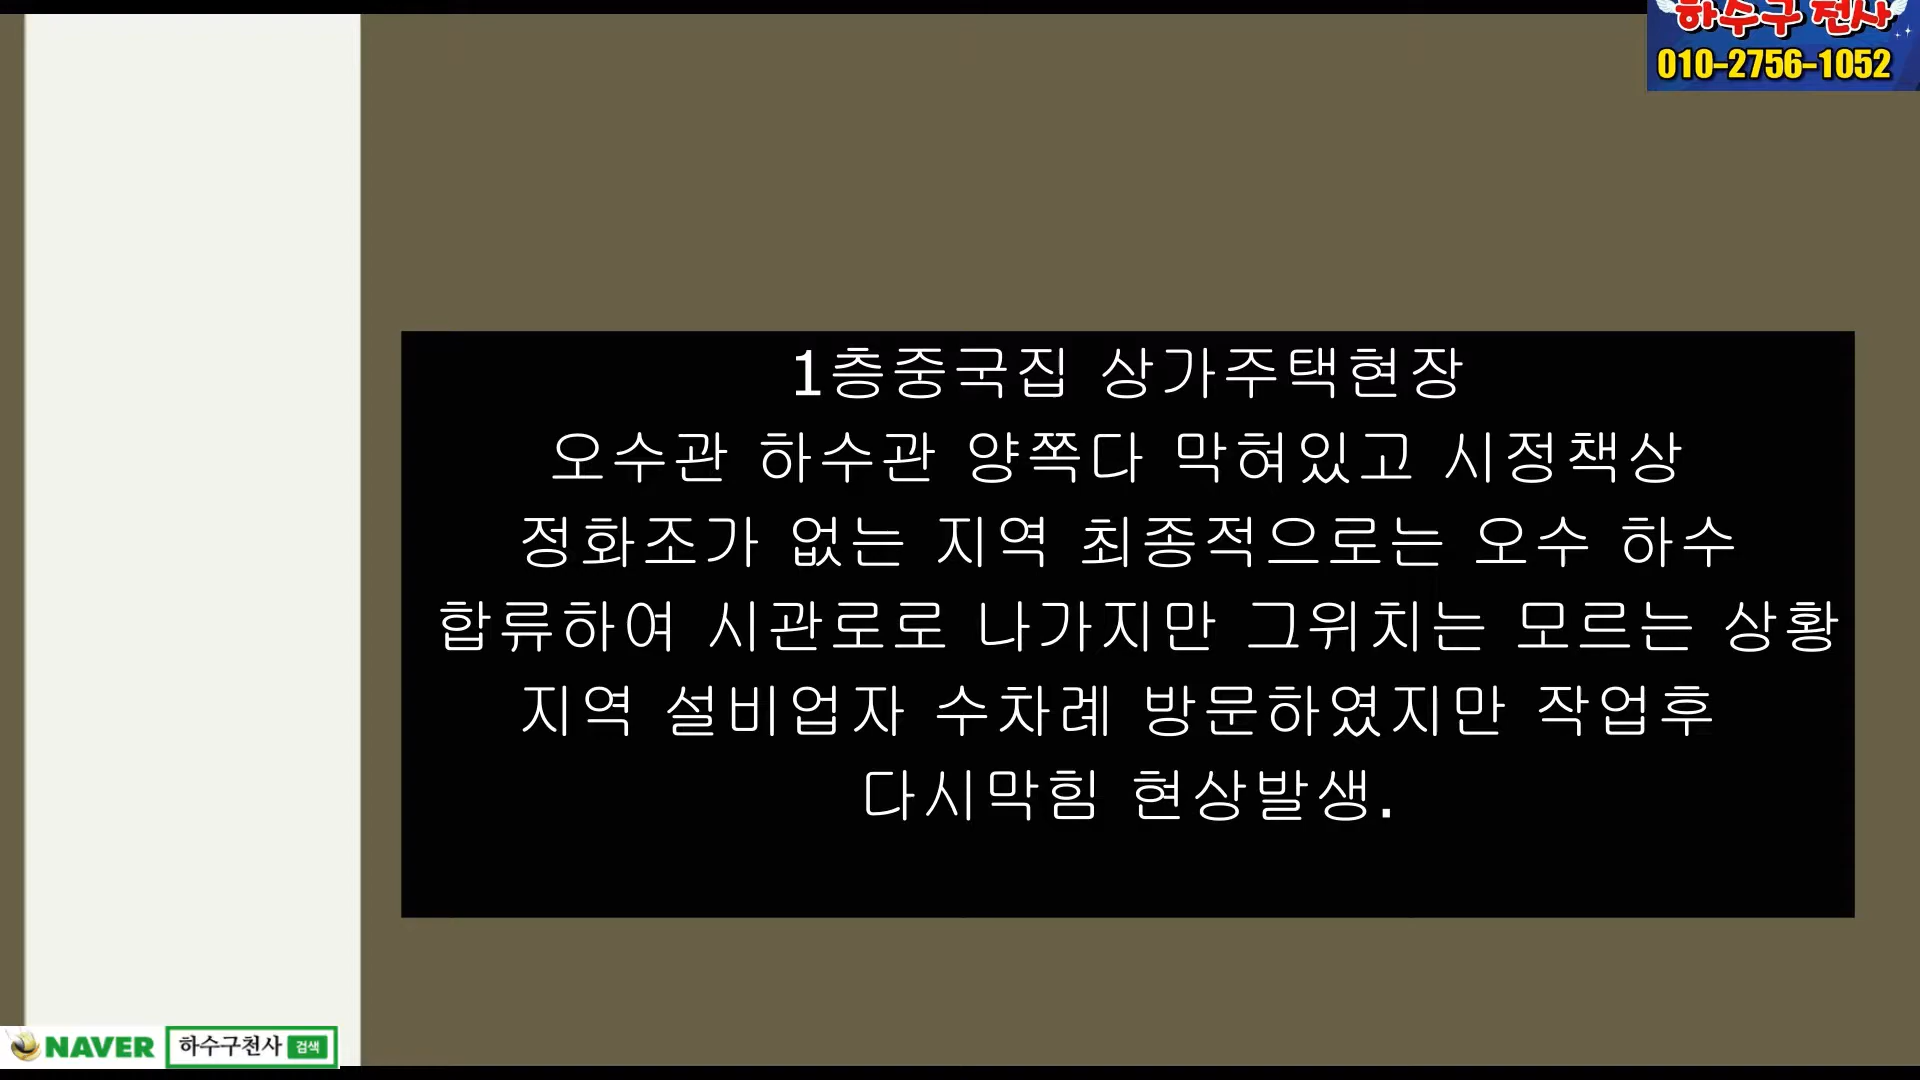 하수구 천사
010-2756-1052
1층중국집 상가주택현장
오수관 하수관 양쪽다 막혀있고 시정책상
정화조가 없는 지역 최종적으로는 오수 하수
합류하여 시관로로 나가지만 그위치는 모르는 상황
지역 설비업자 수차례 방문하였지만 작업후
다시막힘 현상발생.
NAVER 하수구천사 검색